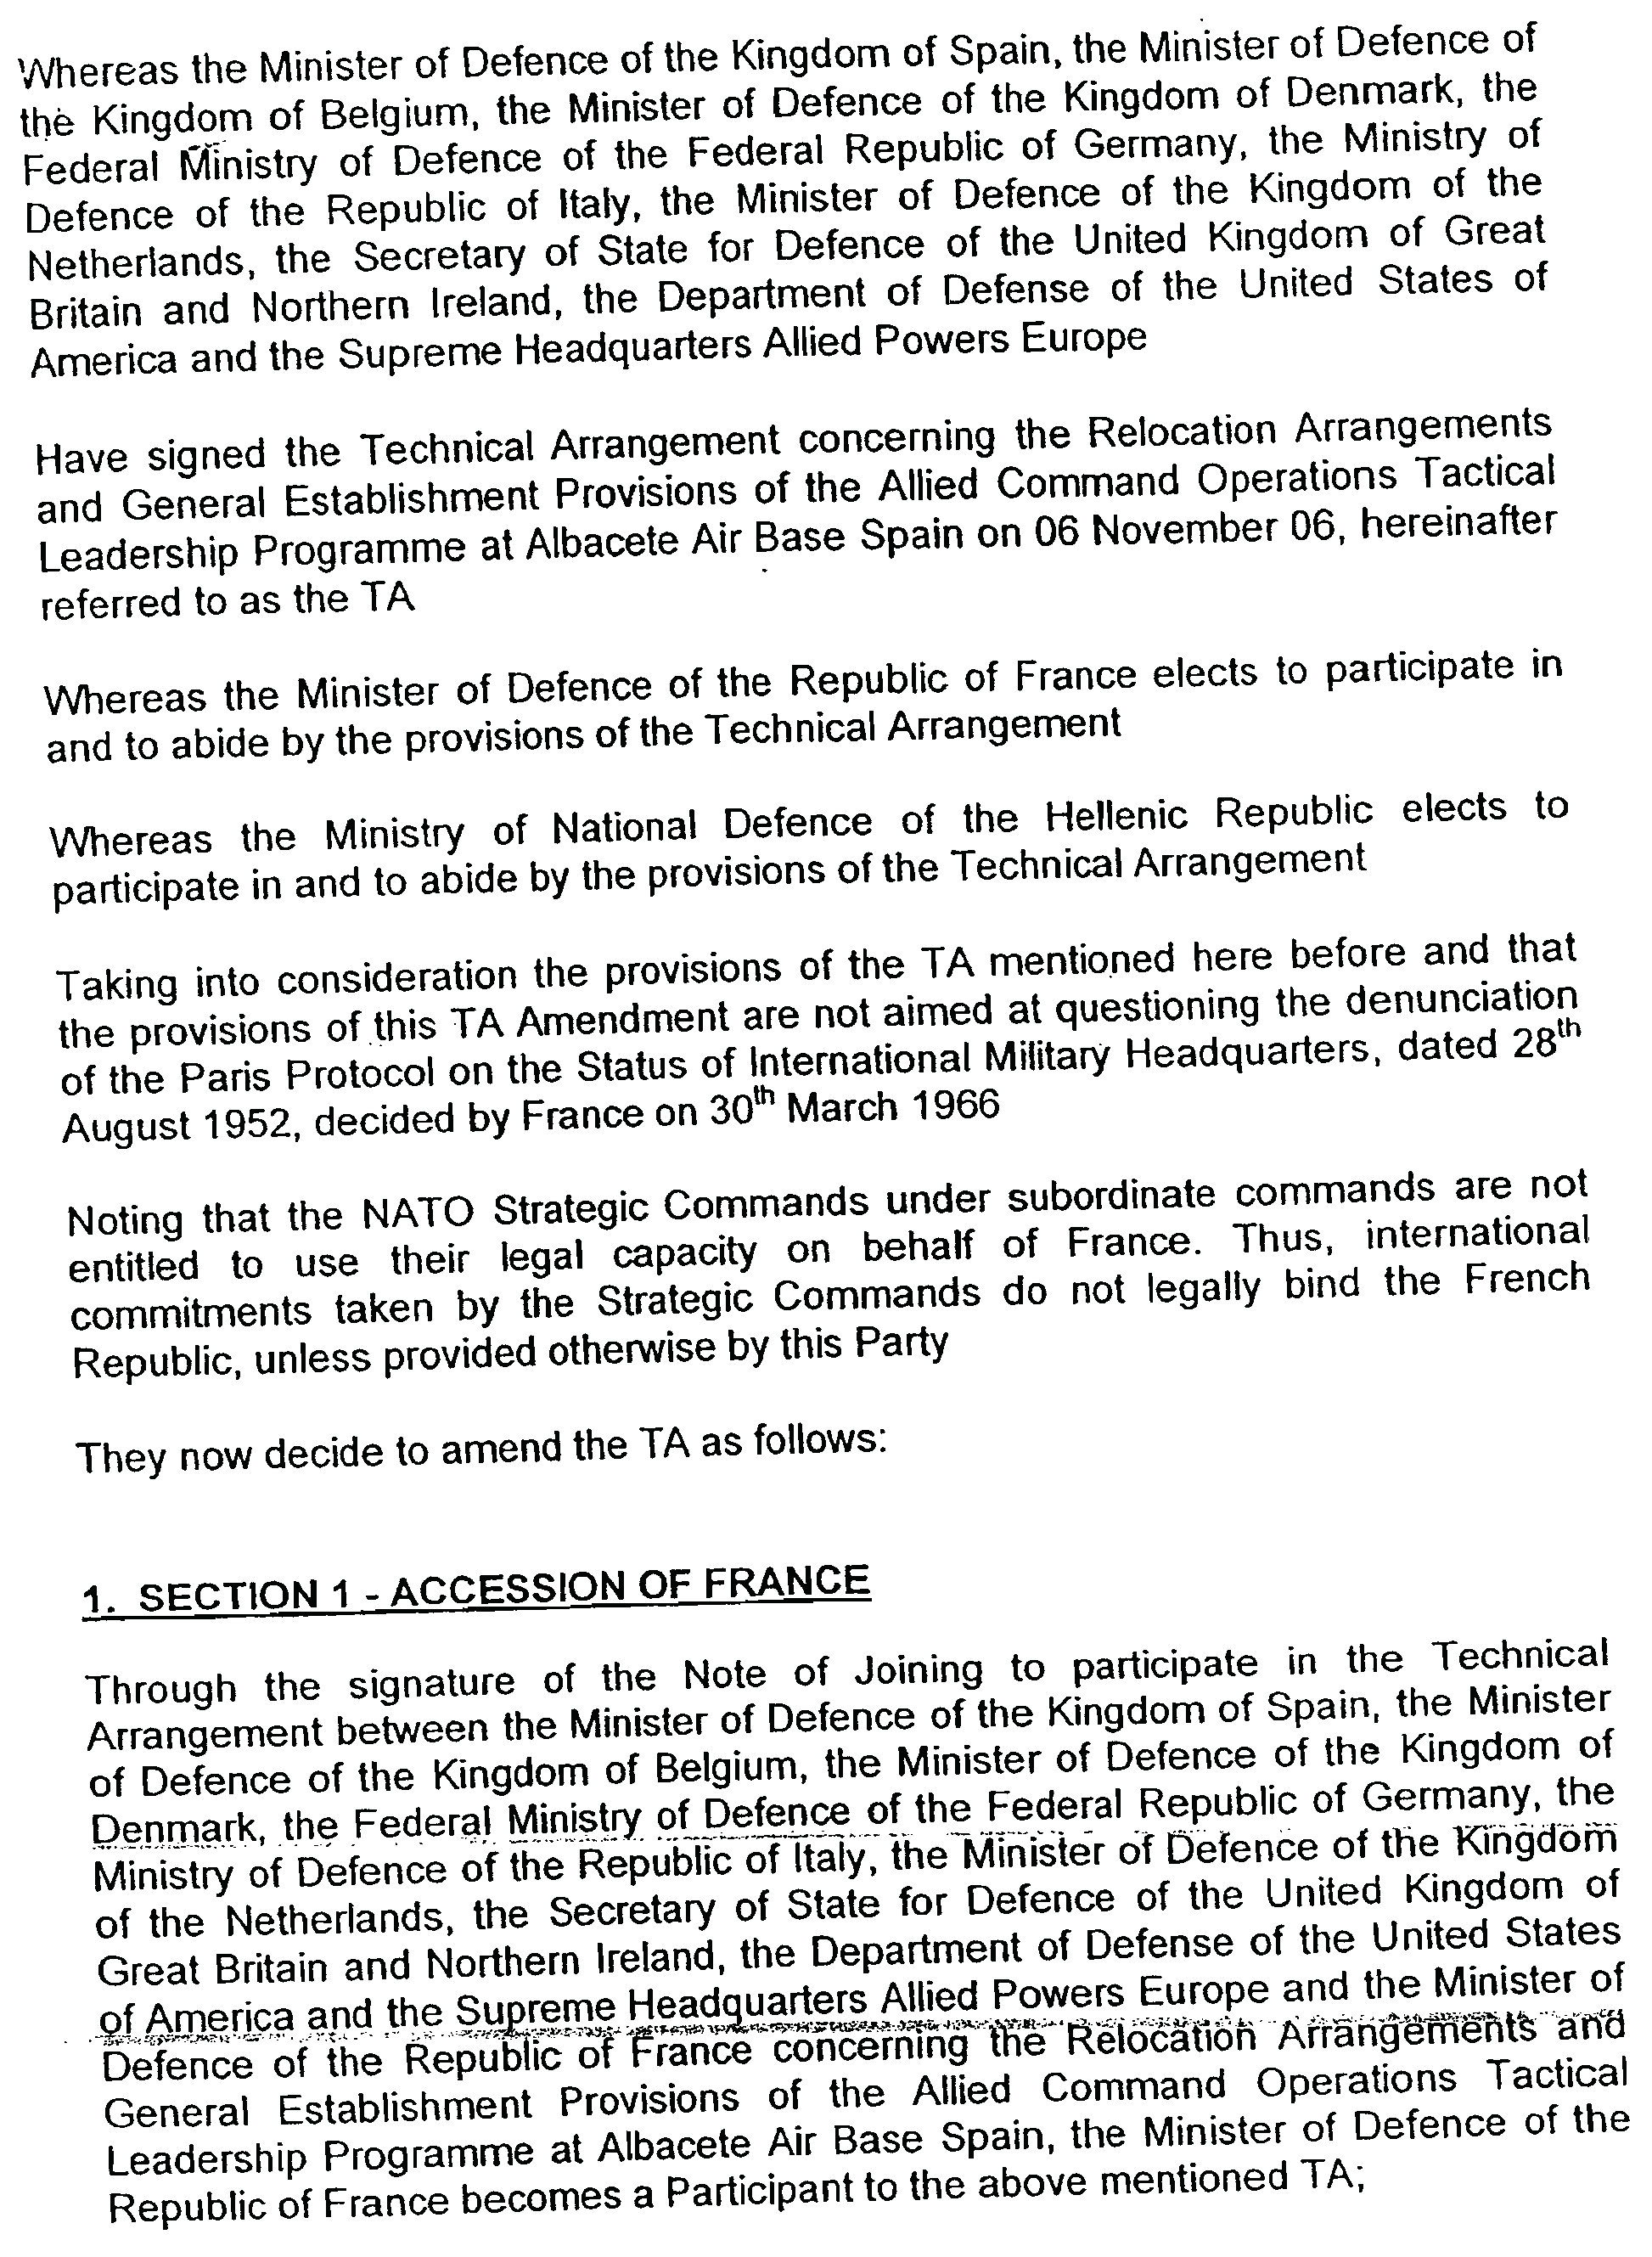 Whereas the Minister of Defence of the Kingdom of Spain, the Minister of Defence of
the Kingdom of Belgium, the Minister of Defence of the Kingdom of Denmark, the
Federal Ministry of Defence of the Federal Republic of Germany, the Ministry of
Defence of the Republic of Italy, the Minister of Defence of the Kingdom of the
Netherlands, the Secretary of State for Defence of the United Kingdom of Great
Britain and Northern Ireland, the Department of Defense of the United States of
America and the Supreme Headquarters Allied Powers Europe
Have signed the Technical Arrangement concerning the Relocation Arrangements
and General Establishment Provisions of the Allied Command Operations Tactical
Leadership Programme at Albacete Air Base Spain on 06 November 06, hereinafter
referred to as the TA
Whereas the Minister of Defence of the Republic of France elects to participate in
and to abide by the provisions of the Technical Arrangement
Whereas the Ministry of National Defence of the Hellenic Republic elects to
participate in and to abide by the provisions of the Technical Arrangement
Taking into consideration the provisions of the TA mentioned here before and that
the provisions of this TA Amendment are not aimed at questioning the denunciation
of the Paris Protocol on the Status of International Military Headquarters, dated 28th
August 1952, decided by France on 30th March 1966
Noting that the NATO Strategic Commands under subordinate commands are not
entitled to use their legal capacity on behalf of France. Thus, international
commitments taken by the Strategic Commands do not legally bind the French
Republic, unless provided otherwise by this Party
They now decide to amend the TA as follows:
1. SECTION 1 - ACCESSION OF FRANCE
Through the signature of the Note of Joining to participate in the Technical
Arrangement between the Minister of Defence of the Kingdom of Spain, the Minister
of Defence of the Kingdom of Belgium, the Minister of Defence of the Kingdom of
Denmark, the Federal Ministry of Defence of the Federal Republic of Germany, the
Ministry of Defence of the Republic of Italy, the Minister of Defence of the Kingdom
of the Netherlands, the Secretary of State for Defence of the United Kingdom of
Great Britain and Northern Ireland, the Department of Defense of the United States
of America and the Supreme Headquarters Allied Powers Europe and the Minister of
Defence of the Republic of France concerning the Relocation Arrangements and
General Establishment Provisions of the Allied Command Operations Tactical
Leadership Programme at Albacete Air Base Spain, the Minister of Defence of the
Republic of France becomes a Participant to the above mentioned TA;